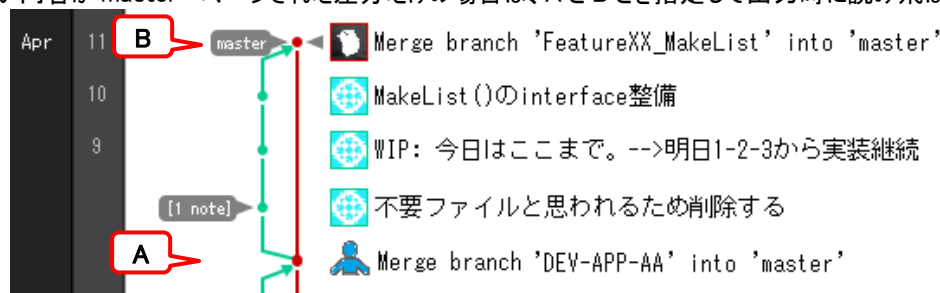 Apr 11 B master Merge branch 'FeatureXX_MakeList' into 'master'
10 MakeList()のinterface整備
9 WIP: 今日はここまで。-->明日1-2-3から実装継続
[1 note] 不要ファイルと思われるため削除する
A Merge branch 'DEV-APP-AA' into 'master'